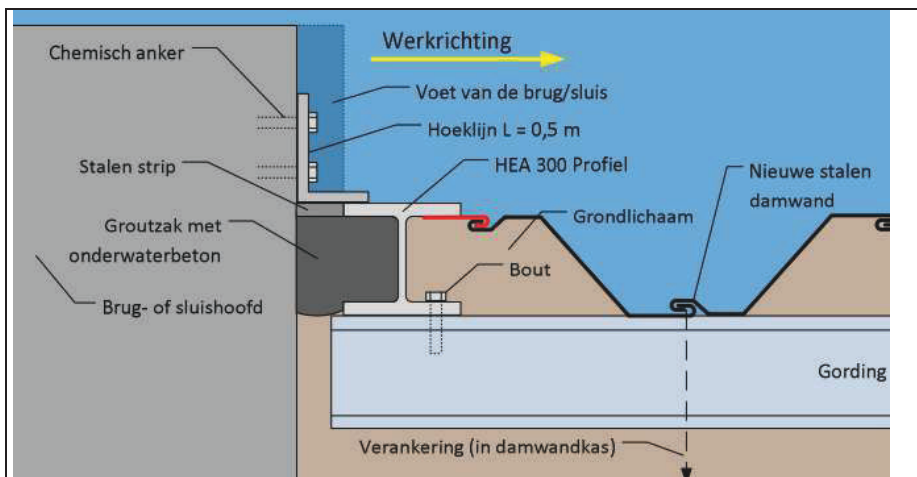 Chemisch anker
Werkrichting
Voet van de brug/sluis
Hoeklijn L = 0,5 m
Stalen strip
HEA 300 Profiel
Nieuwe stalen
damwand
Groutzak met
onderwaterbeton
Grondlichaam
Bout
Brug- of sluishoofd
Gording
Verankering (in damwandkas)